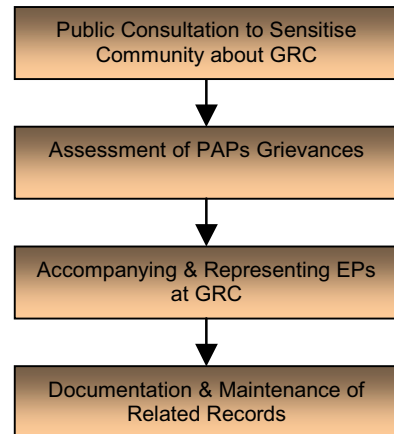 Public Consultation to Sensitise
Community about GRC
Assessment of PAPs Grievances
Accompanying & Representing EPs
at GRC
Documentation & Maintenance of
Related Records